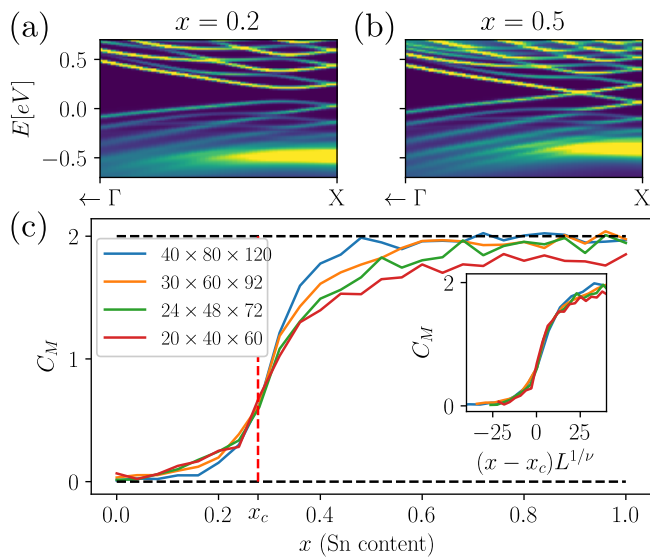 (a)
x = 0.2
(b)
x = 0.5
E[eV]
0.5
0.0
−0.5
← Γ
X
← Γ
X
(c)
C_M
2
1
0
40 × 80 × 120
30 × 60 × 92
24 × 48 × 72
20 × 40 × 60
C_M
2
0
−25
0
25
(x − x_c)L^{1/ν}
0.0
0.2
x_c
0.4
0.6
0.8
1.0
x (Sn content)